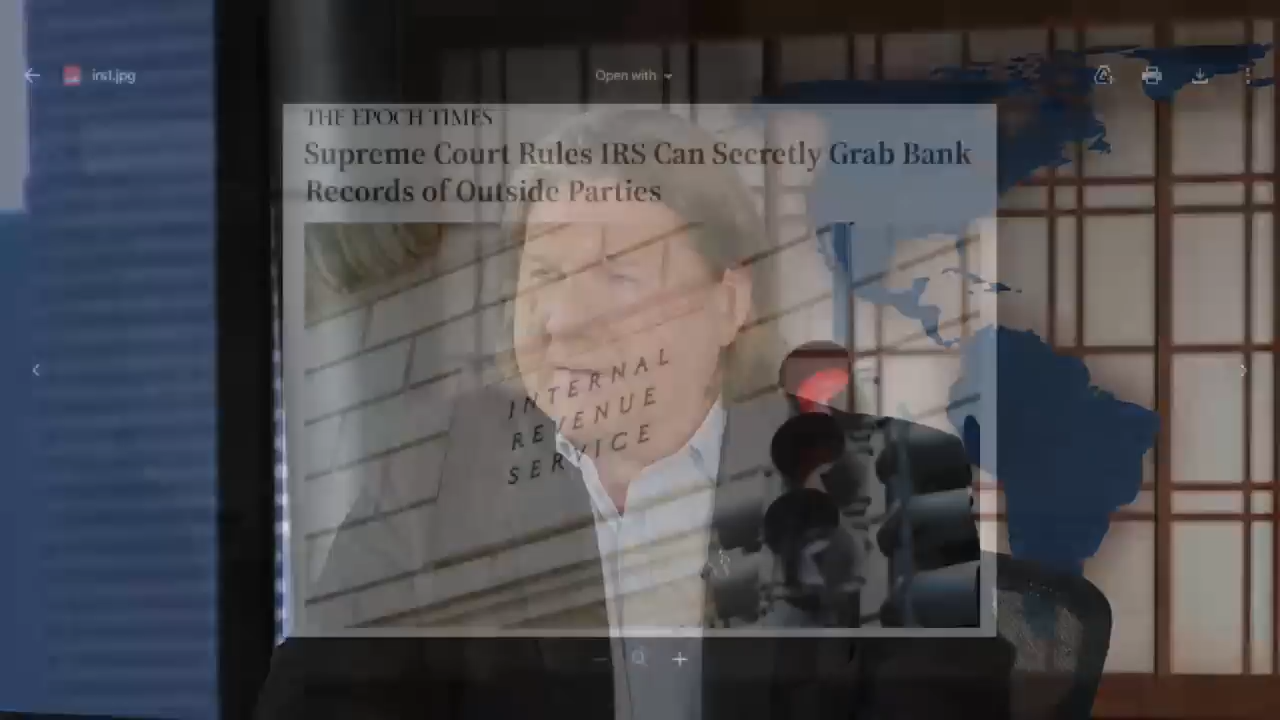 irs1.jpg
Open with
THE EPOCH TIMES
Supreme Court Rules IRS Can Secretly Grab Bank
Records of Outside Parties
INTERNAL
REVENUE
SERVICE